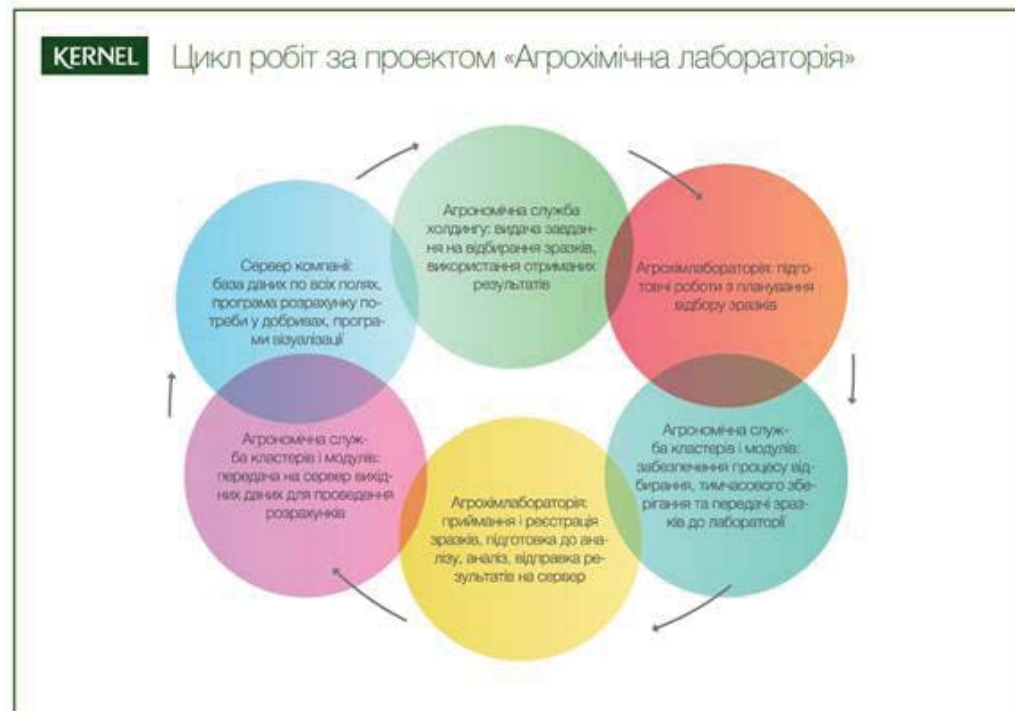 KERNEL
Цикл робіт за проектом «Агрохімічна лабораторія»
Агрономічна служба
холдингу: видача завдан-
ня на відбирання зразків,
використання отриманих
результатів
Агрохімлабораторія: підго-
товчі роботи з планування
відбору зразків
Агрономічна служ-
ба кластерів і модулів:
забезпечення процесу від-
бирання, тимчасового збе-
рігання та передачі зраз-
ків до лабораторії
Агрохімлабораторія:
приймання і реєстрація
зразків, підготовка до ана-
лізу, аналіз, відправка ре-
зультатів на сервер
Агрономічна служ-
ба кластерів і модулів:
передача на сервер вихід-
них даних для проведення
розрахунків
Сервер компанії:
база даних по всіх полях,
програма розрахунку по-
треби у добривах, програ-
ми візуалізації